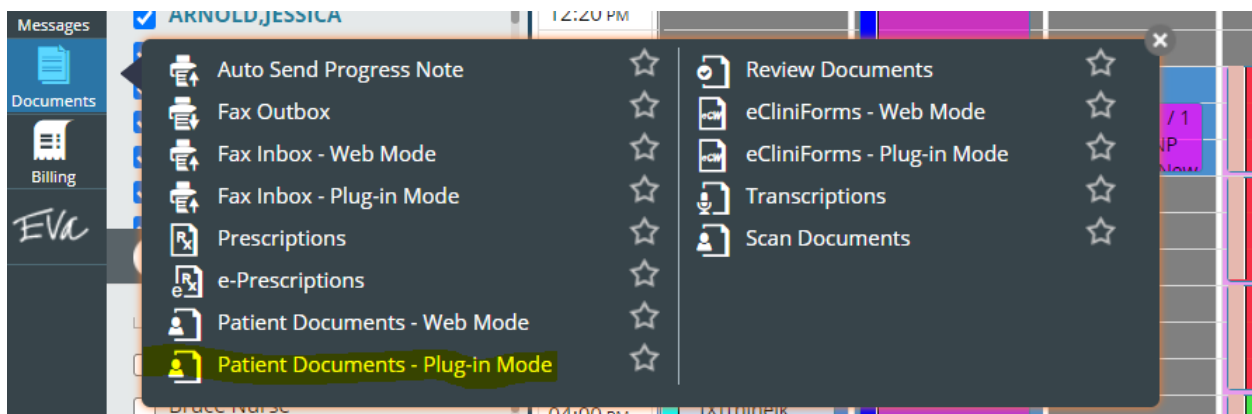 Messages
ARNOLD,JESSICA
12:20 PM
Documents
Billing
EVa
Auto Send Progress Note
Fax Outbox
Fax Inbox - Web Mode
Fax Inbox - Plug-in Mode
Prescriptions
e-Prescriptions
Patient Documents - Web Mode
Patient Documents - Plug-in Mode
Review Documents
eCliniForms - Web Mode
eCliniForms - Plug-in Mode
Transcriptions
Scan Documents
/ 1
NP
Now
Bruce Nurse
04:00 PM